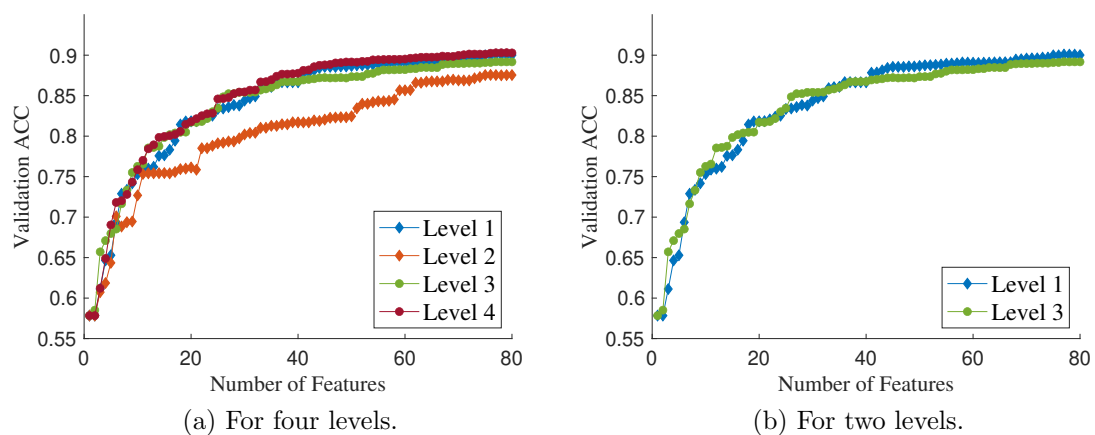 0.9
0.85
0.8
0.75
0.7
0.65
0.6
0.55
Validation ACC
0 20 40 60 80
Number of Features
Level 1
Level 2
Level 3
Level 4
(a) For four levels.
0.9
0.85
0.8
0.75
0.7
0.65
0.6
0.55
Validation ACC
0 20 40 60 80
Number of Features
Level 1
Level 3
(b) For two levels.